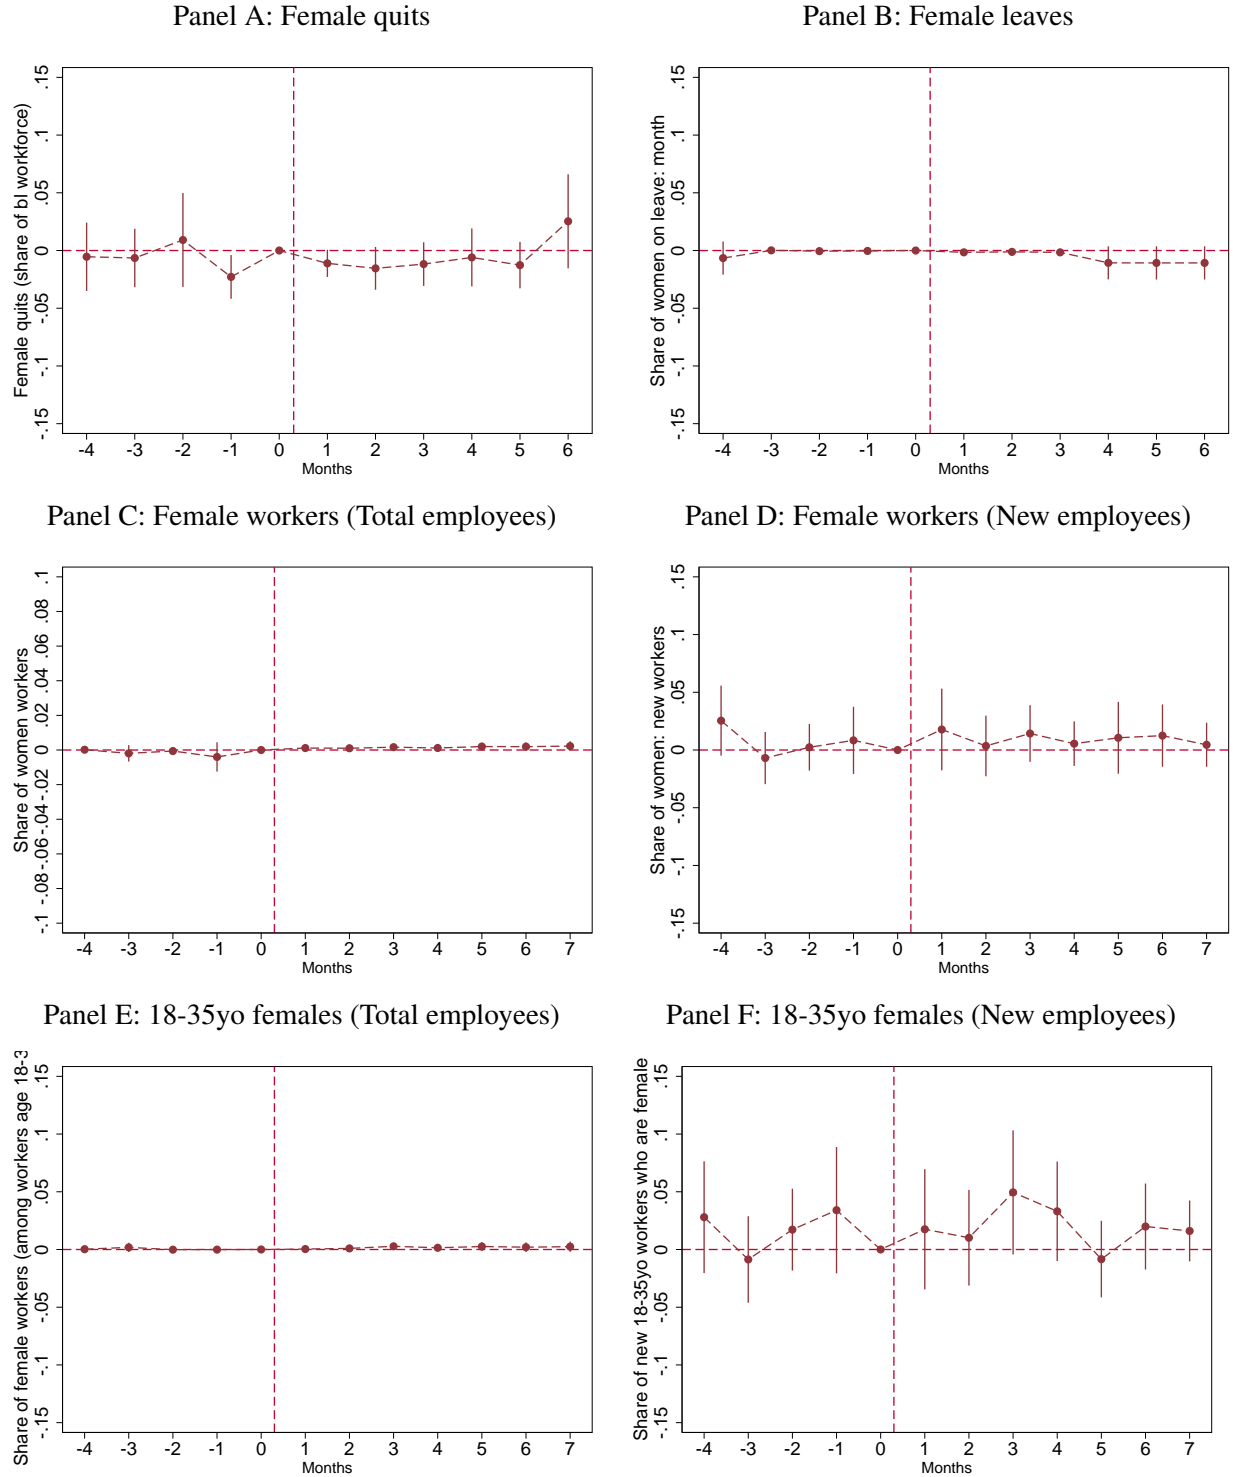 Panel A: Female quits
Female quits (share of bl workforce)
.15
.1
.05
0
-.05
-.1
-.15
-4 -3 -2 -1 0 1 2 3 4 5 6
Months
Panel B: Female leaves
Share of women on leave: month
.15
.1
.05
0
-.05
-.1
-.15
-4 -3 -2 -1 0 1 2 3 4 5 6
Months
Panel C: Female workers (Total employees)
Share of women workers
.1
.08
.06
.04
.02
0
-.02
-.04
-.06
-.08
-.1
-4 -3 -2 -1 0 1 2 3 4 5 6 7
Months
Panel D: Female workers (New employees)
Share of women: new workers
.15
.1
.05
0
-.05
-.1
-.15
-4 -3 -2 -1 0 1 2 3 4 5 6 7
Months
Panel E: 18-35yo females (Total employees)
Share of female workers (among workers age 18-3
.15
.1
.05
0
-.05
-.1
-.15
-4 -3 -2 -1 0 1 2 3 4 5 6 7
Months
Panel F: 18-35yo females (New employees)
Share of new 18-35yo workers who are female
.15
.1
.05
0
-.05
-.1
-.15
-4 -3 -2 -1 0 1 2 3 4 5 6 7
Months